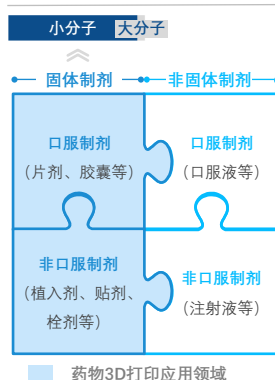 小分子 大分子
固体制剂 非固体制剂
口服制剂
（片剂、胶囊等）
口服制剂
（口服液等）
非口服制剂
（植入剂、贴剂、
栓剂等）
非口服制剂
（注射液等）
药物3D打印应用领域